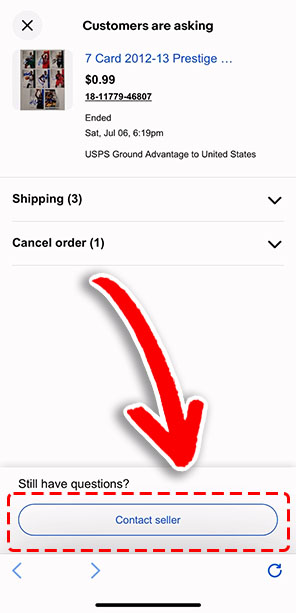 Customers are asking
7 Card 2012-13 Prestige ...
$0.99
18-11779-46807
Ended
Sat, Jul 06, 6:19pm
USPS Ground Advantage to United States
Shipping (3)
Cancel order (1)
Still have questions?
Contact seller